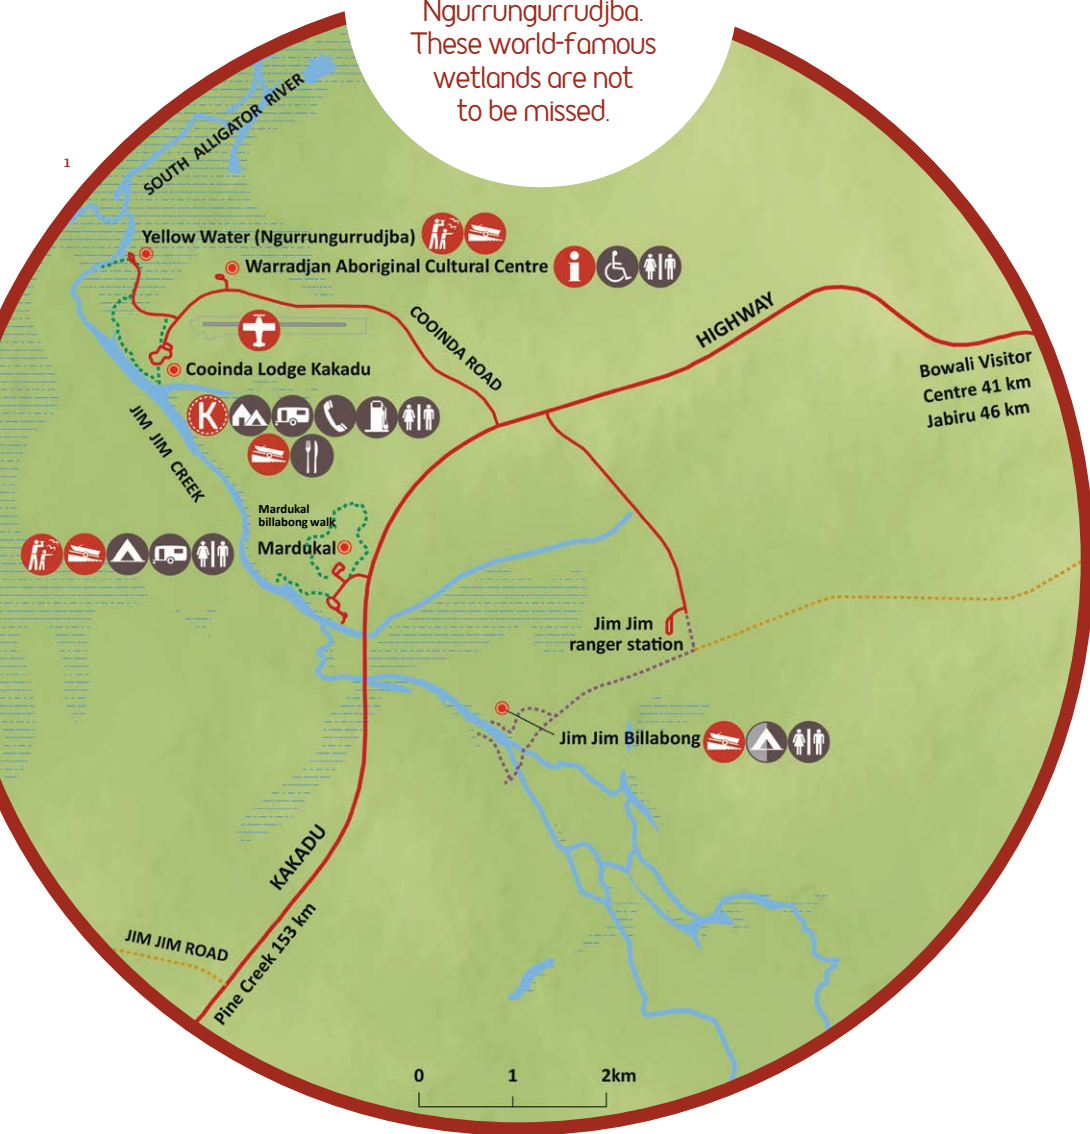 Ngurrungurrudjba.
These world-famous
wetlands are not
to be missed.
1
SOUTH ALLIGATOR RIVER
Yellow Water (Ngurrungurrudjba)
Warradjan Aboriginal Cultural Centre
i
COOINDA ROAD
HIGHWAY
Bowali Visitor
Centre 41 km
Jabiru 46 km
Cooinda Lodge Kakadu
K
JIM JIM CREEK
Mardukal
billabong walk
Mardukal
Jim Jim
ranger station
Jim Jim Billabong
KAKADU
JIM JIM ROAD
Pine Creek 153 km
0 1 2km